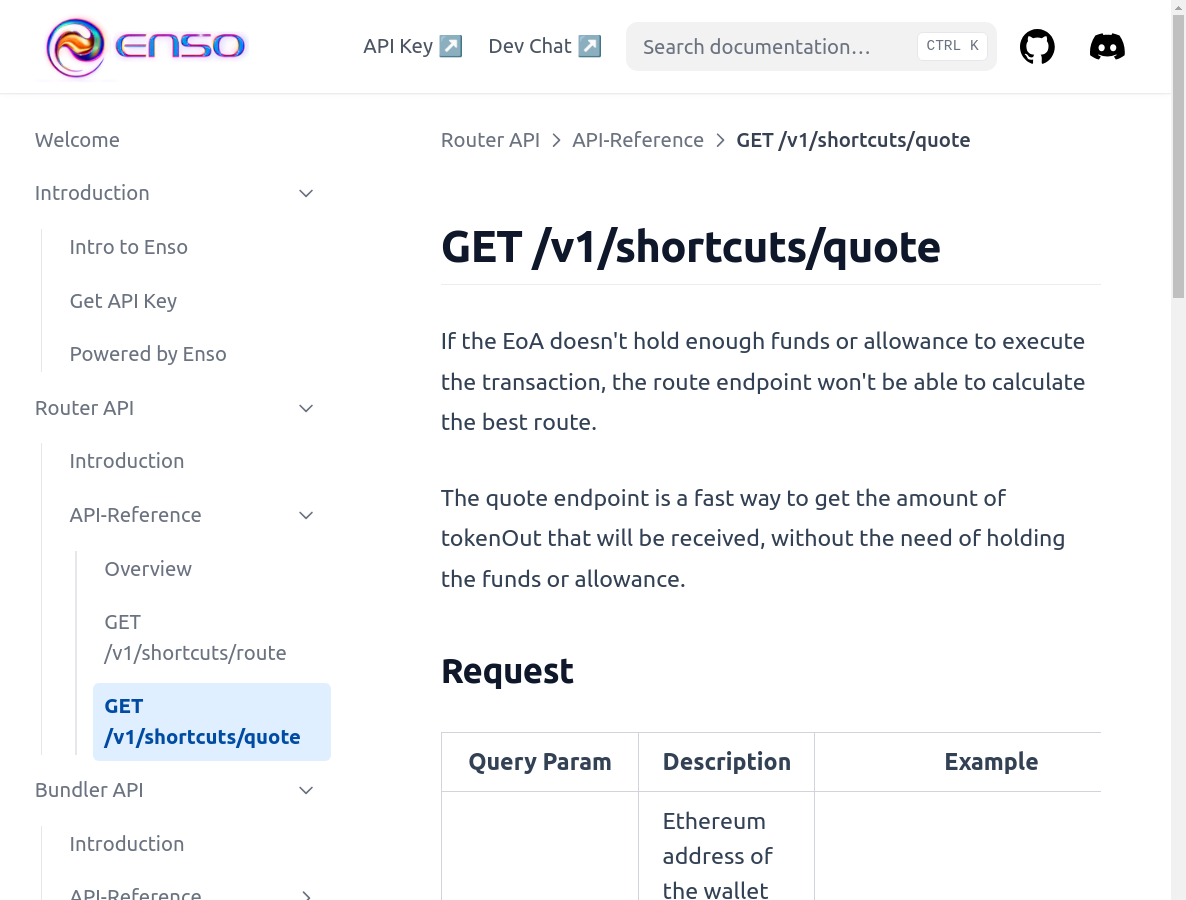 ENSO
API Key ↗
Dev Chat ↗
Search documentation…
CTRL K
Welcome
Introduction
Intro to Enso
Get API Key
Powered by Enso
Router API
Introduction
API-Reference
Overview
GET
/v1/shortcuts/route
GET
/v1/shortcuts/quote
Bundler API
Introduction
API-Reference
Router API > API-Reference > GET /v1/shortcuts/quote
GET /v1/shortcuts/quote
If the EoA doesn't hold enough funds or allowance to execute
the transaction, the route endpoint won't be able to calculate
the best route.
The quote endpoint is a fast way to get the amount of
tokenOut that will be received, without the need of holding
the funds or allowance.
Request
Query Param
Description
Example
Ethereum
address of
the wallet